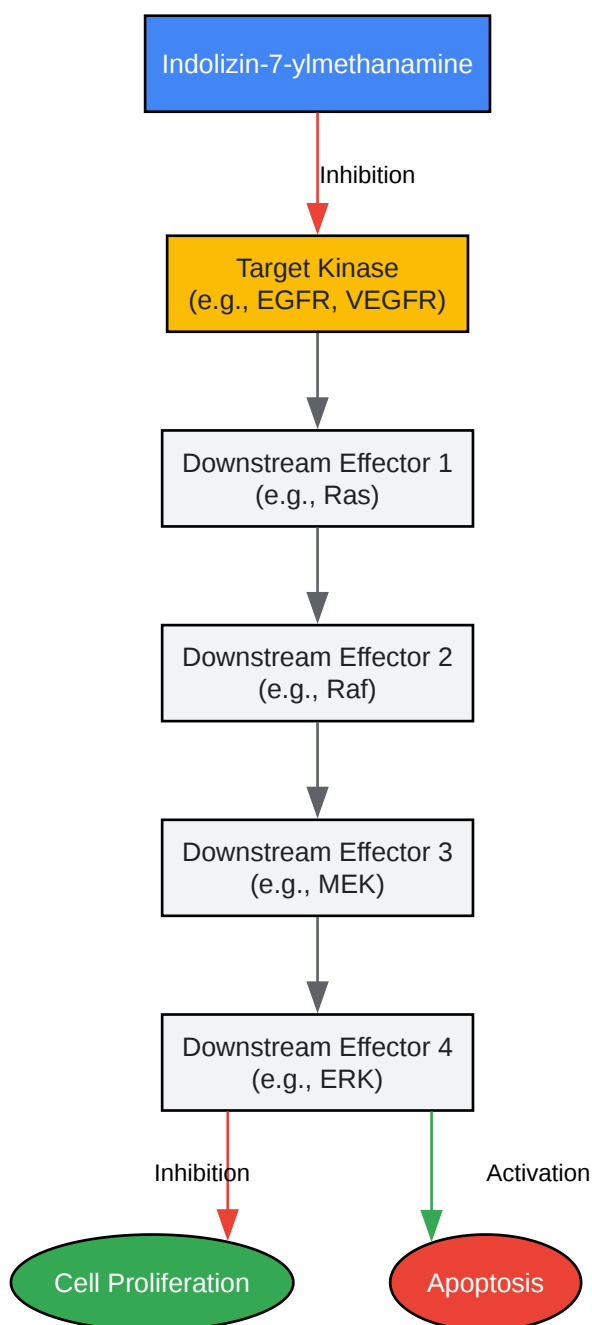 Indolizin-7-ylmethanamine
Inhibition
Target Kinase
(e.g., EGFR, VEGFR)
Downstream Effector 1
(e.g., Ras)
Downstream Effector 2
(e.g., Raf)
Downstream Effector 3
(e.g., MEK)
Downstream Effector 4
(e.g., ERK)
Inhibition
Activation
Cell Proliferation
Apoptosis